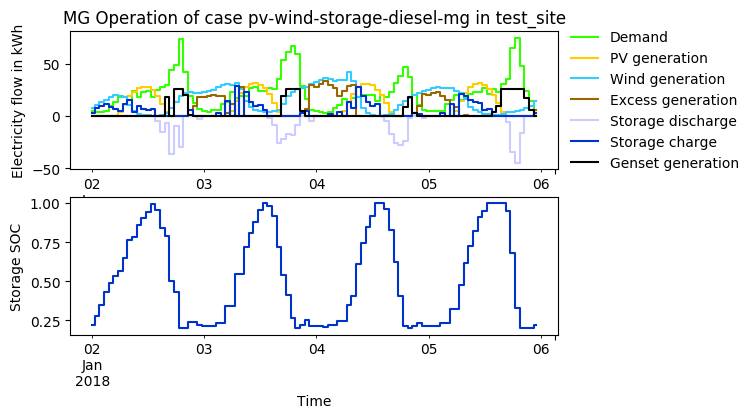 MG Operation of case pv-wind-storage-diesel-mg in test_site
Electricity flow in kWh
50
0
−50
02
03
04
05
06
Demand
PV generation
Wind generation
Excess generation
Storage discharge
Storage charge
Genset generation
Storage SOC
1.00
0.75
0.50
0.25
02
03
04
05
06
Jan
2018
Time